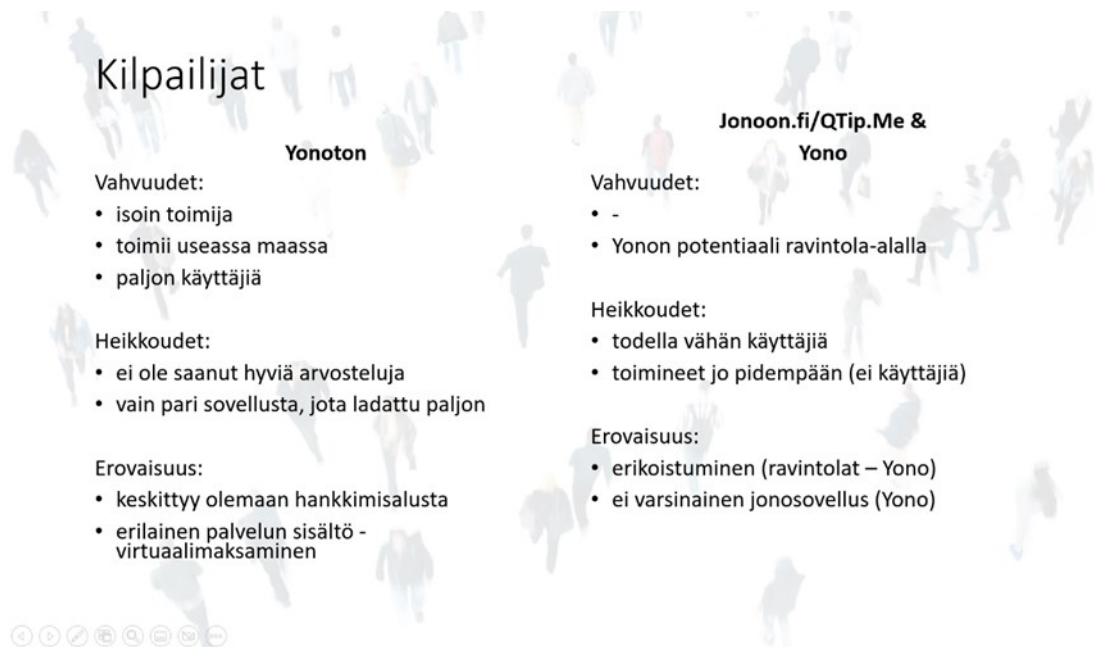 Kilpailijat
Yonoton
Vahvuudet:
• isoin toimija
• toimii useassa maassa
• paljon käyttäjiä
Heikkoudet:
• ei ole saanut hyviä arvosteluja
• vain pari sovellusta, jota ladattu paljon
Erovaisuus:
• keskittyy olemaan hankkimisalusta
• erilainen palvelun sisältö -
virtuaalimaksaminen
Jonoon.fi/QTip.Me &
Yono
Vahvuudet:
• -
• Yonon potentiaali ravintola-alalla
Heikkoudet:
• todella vähän käyttäjiä
• toimineet jo pidempään (ei käyttäjiä)
Erovaisuus:
• erikoistuminen (ravintolat – Yono)
• ei varsinainen jonosovellus (Yono)